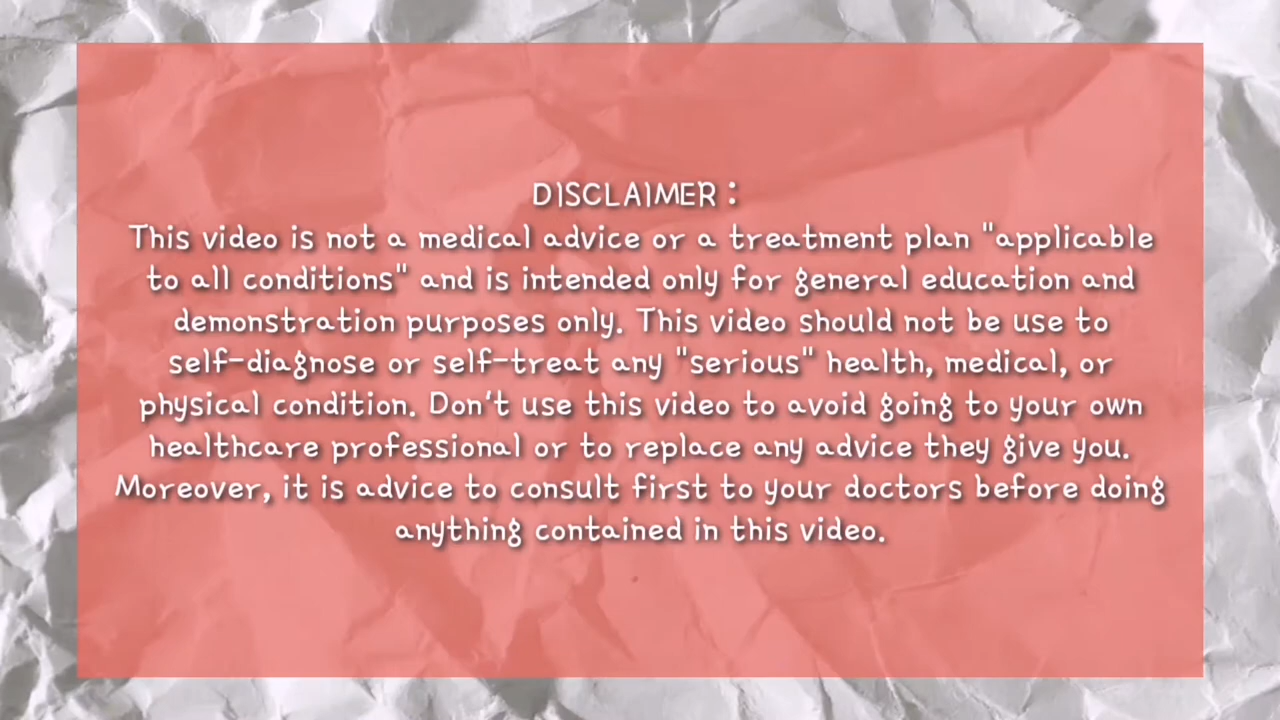 DISCLAIMER :
This video is not a medical advice or a treatment plan "applicable
to all conditions" and is intended only for general education and
demonstration purposes only. This video should not be use to
self-diagnose or self-treat any "serious" health, medical, or
physical condition. Don't use this video to avoid going to your own
healthcare professional or to replace any advice they give you.
Moreover, it is advice to consult first to your doctors before doing
anything contained in this video.